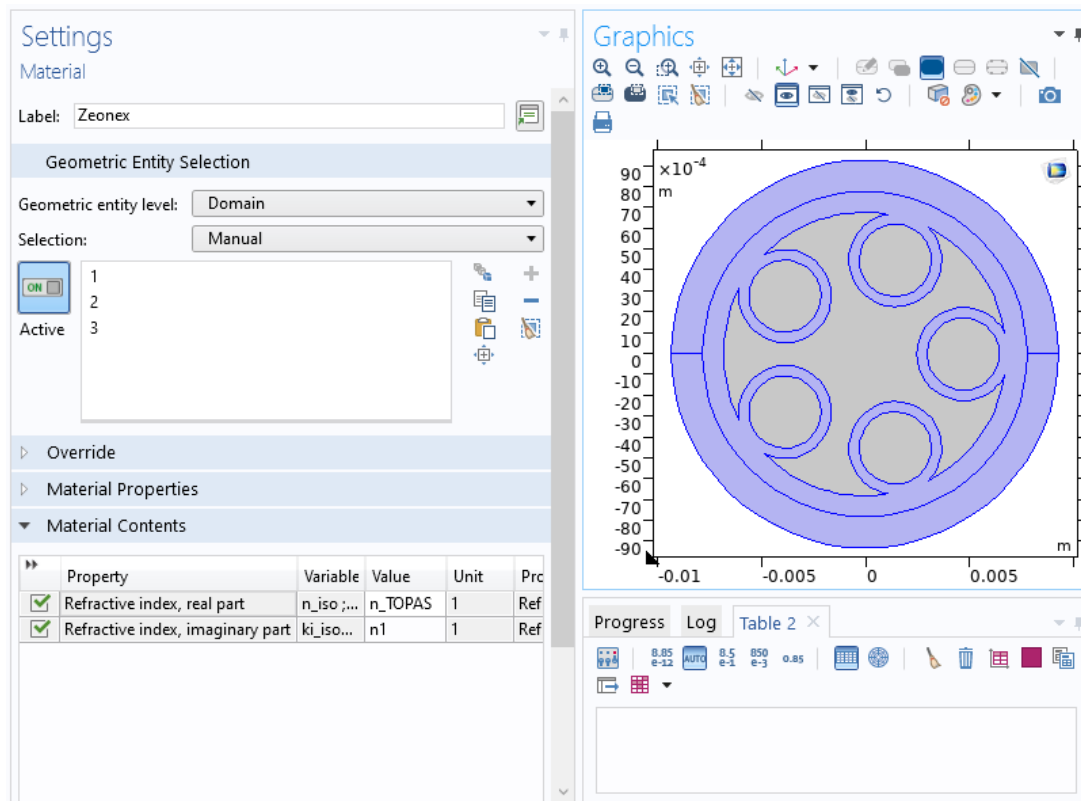 Settings
Material
Label: Zeonex
Geometric Entity Selection
Geometric entity level: Domain
Selection: Manual
ON
Active
1
2
3
Override
Material Properties
Material Contents
Property Variable Value Unit Prc
Refractive index, real part n_iso ;... n_TOPAS 1 Ref
Refractive index, imaginary part ki_iso... n1 1 Ref
Graphics
×10⁻⁴
m
90
80
70
60
50
40
30
20
10
0
-10
-20
-30
-40
-50
-60
-70
-80
-90
m
-0.01 -0.005 0 0.005
Progress Log Table 2
8.85 e-12 AUTO 8.5 e-1 850 e-3 0.85